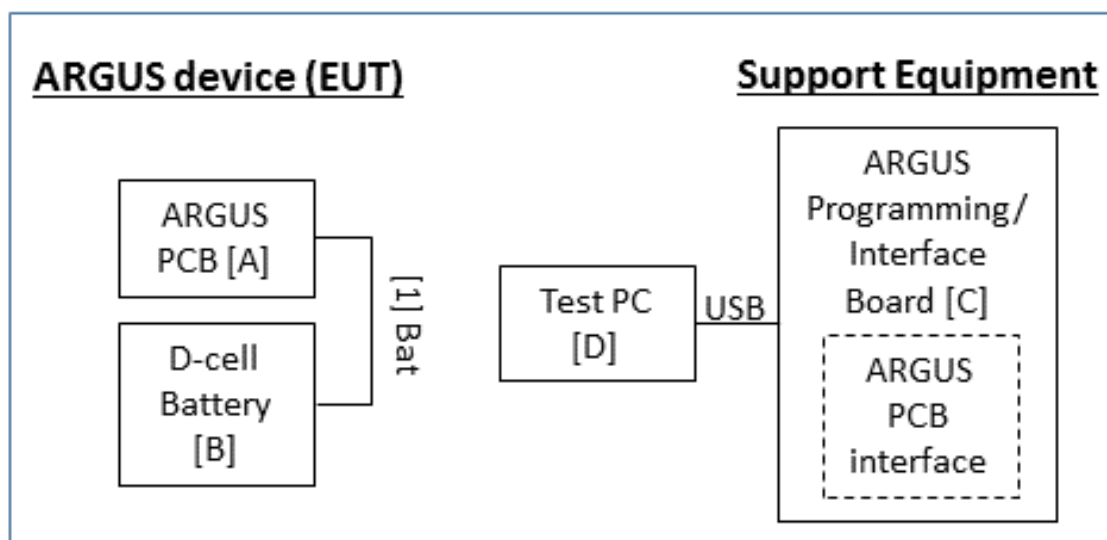 ARGUS device (EUT)
Support Equipment
ARGUS
PCB [A]
D-cell
Battery
[B]
[1] Bat
Test PC
[D]
USB
ARGUS
Programming/
Interface
Board [C]
ARGUS
PCB
interface